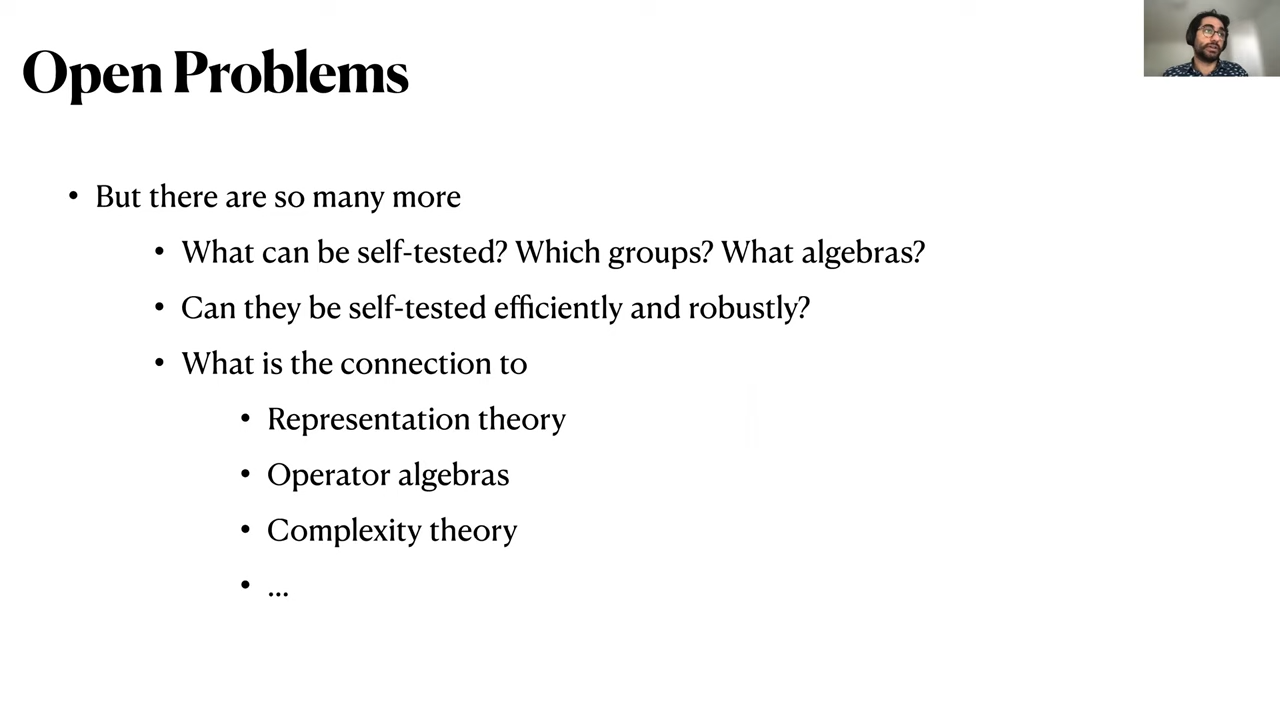 Open Problems
• But there are so many more
• What can be self-tested? Which groups? What algebras?
• Can they be self-tested efficiently and robustly?
• What is the connection to
• Representation theory
• Operator algebras
• Complexity theory
• ...